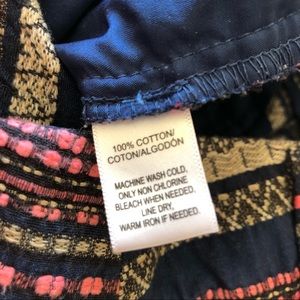 100% COTTON/
COTON/ALGODÓN
MACHINE WASH COLD,
ONLY NON CHLORINE
BLEACH WHEN NEEDED.
LINE DRY,
WARM IRON IF NEEDED.